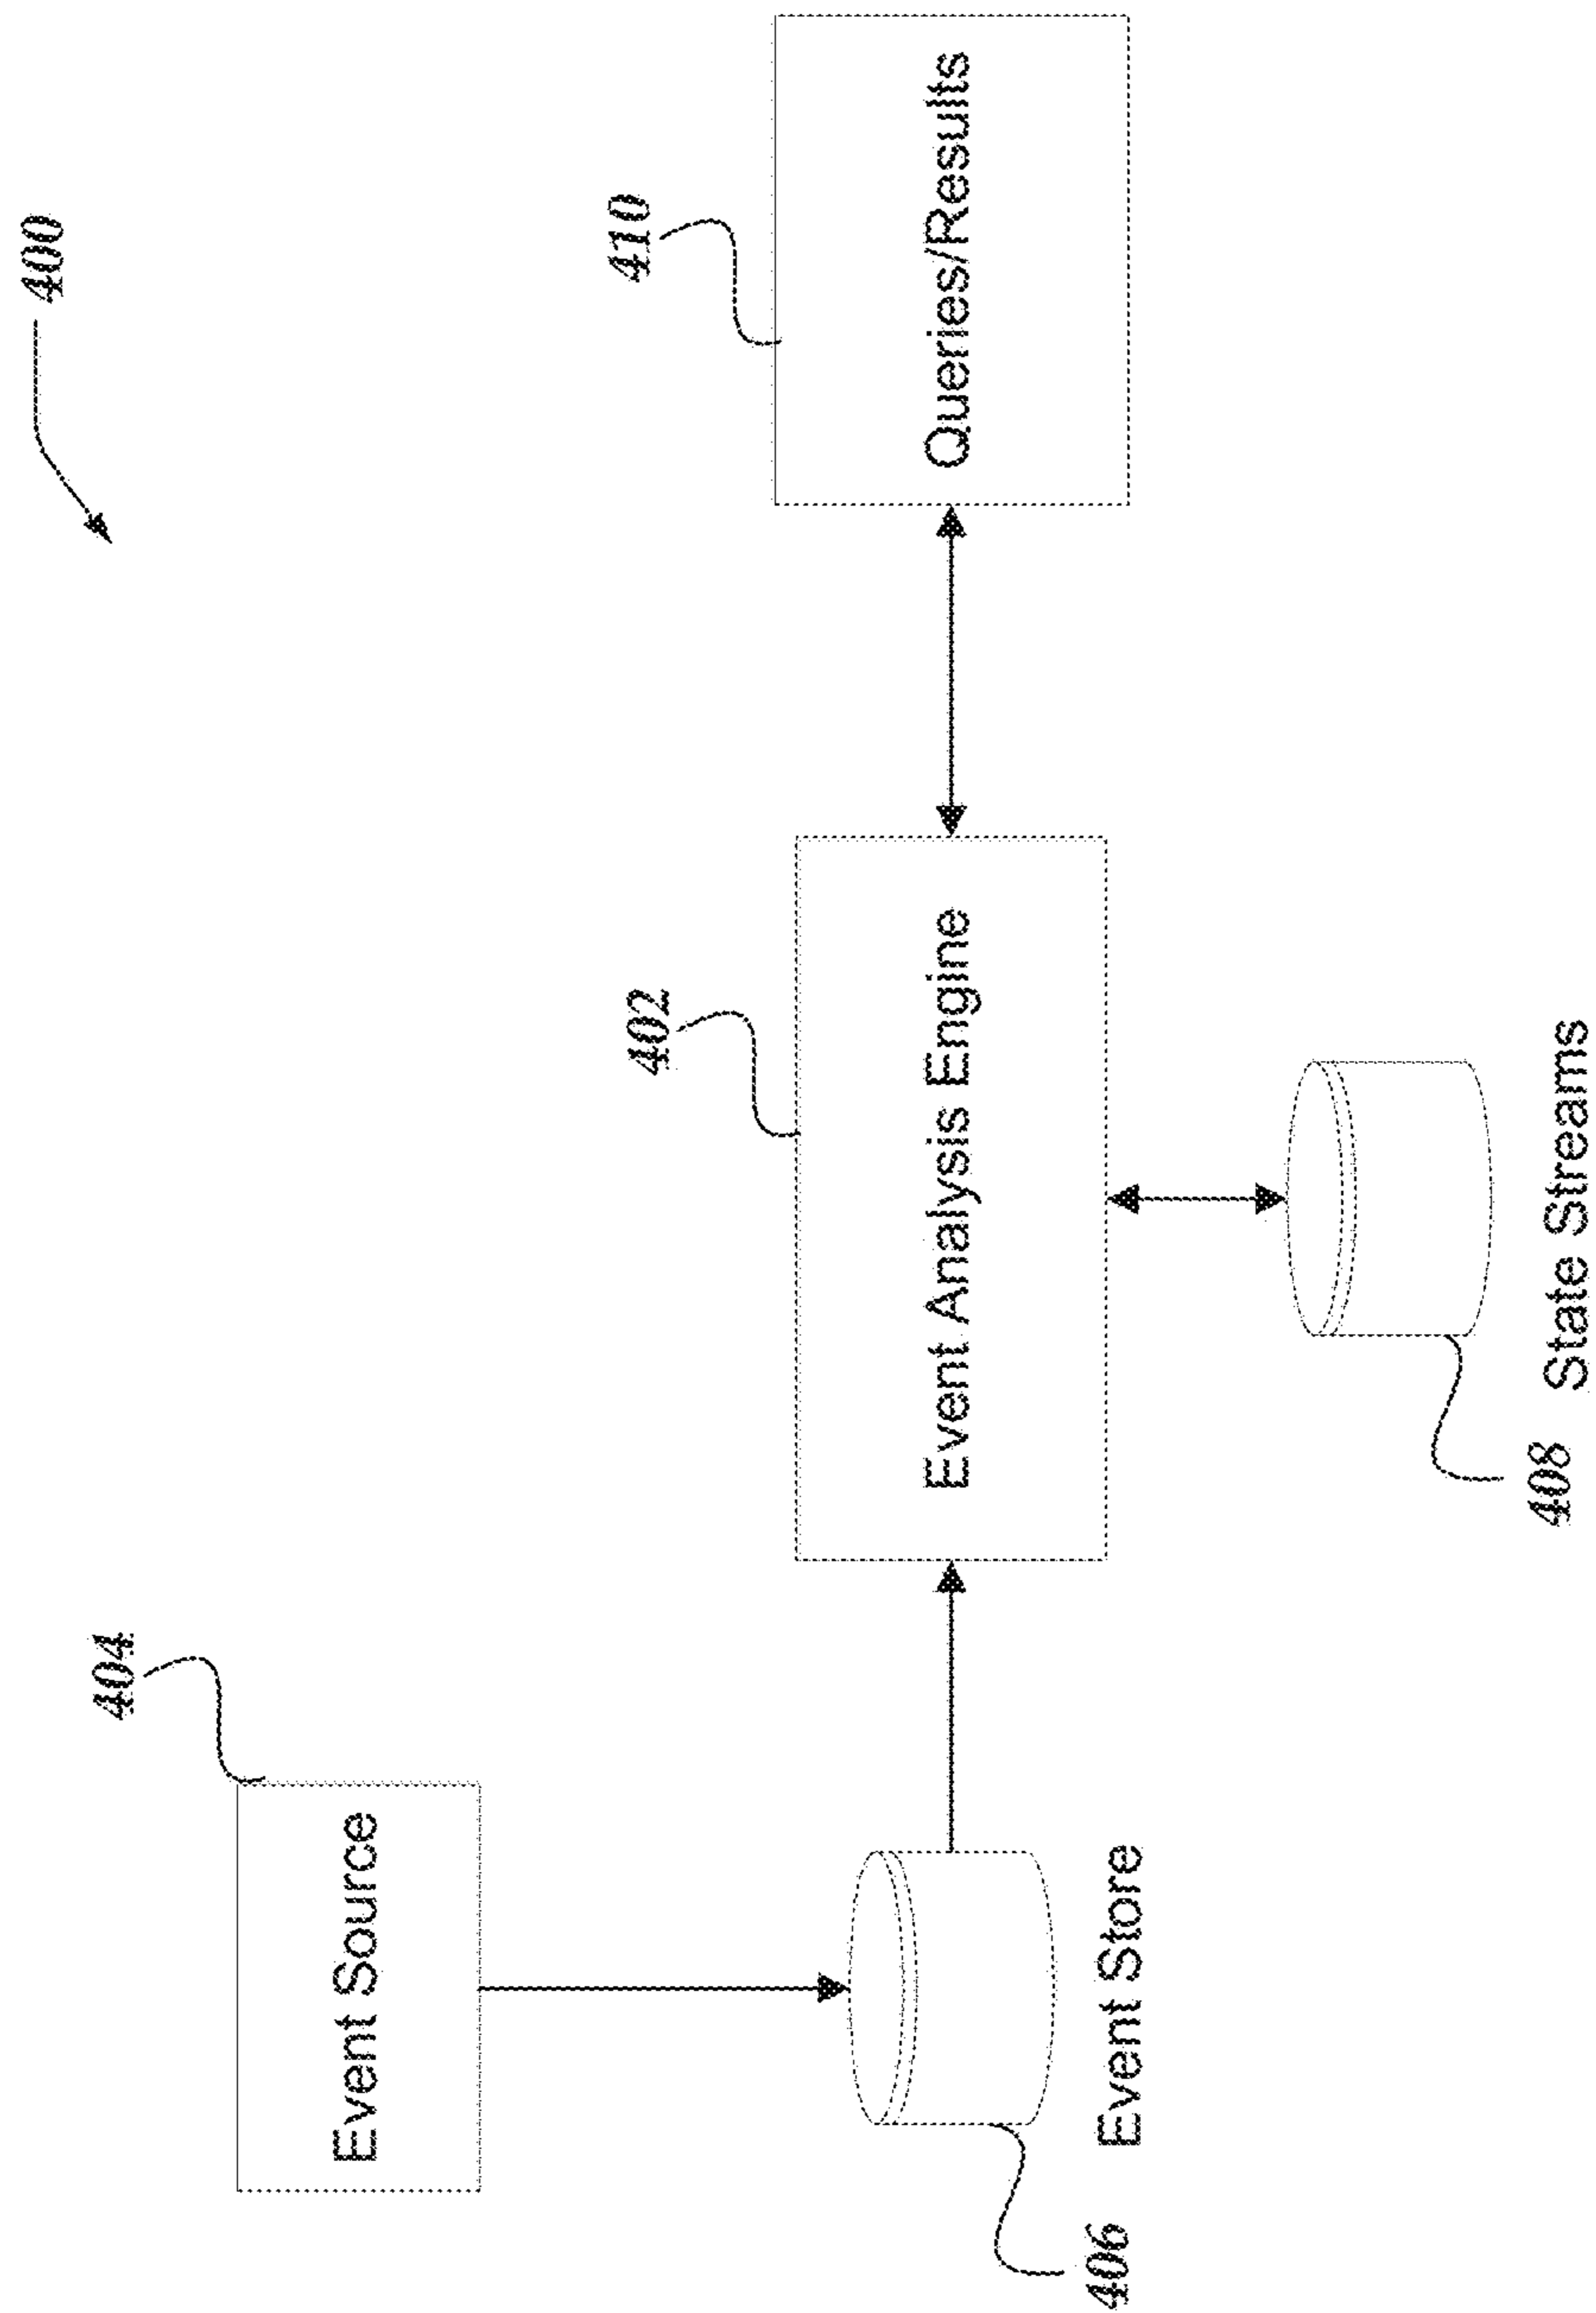 400
404
Event Source
402
410
Event Analysis Engine
Queries/Results
406
Event Store
408
State Streams